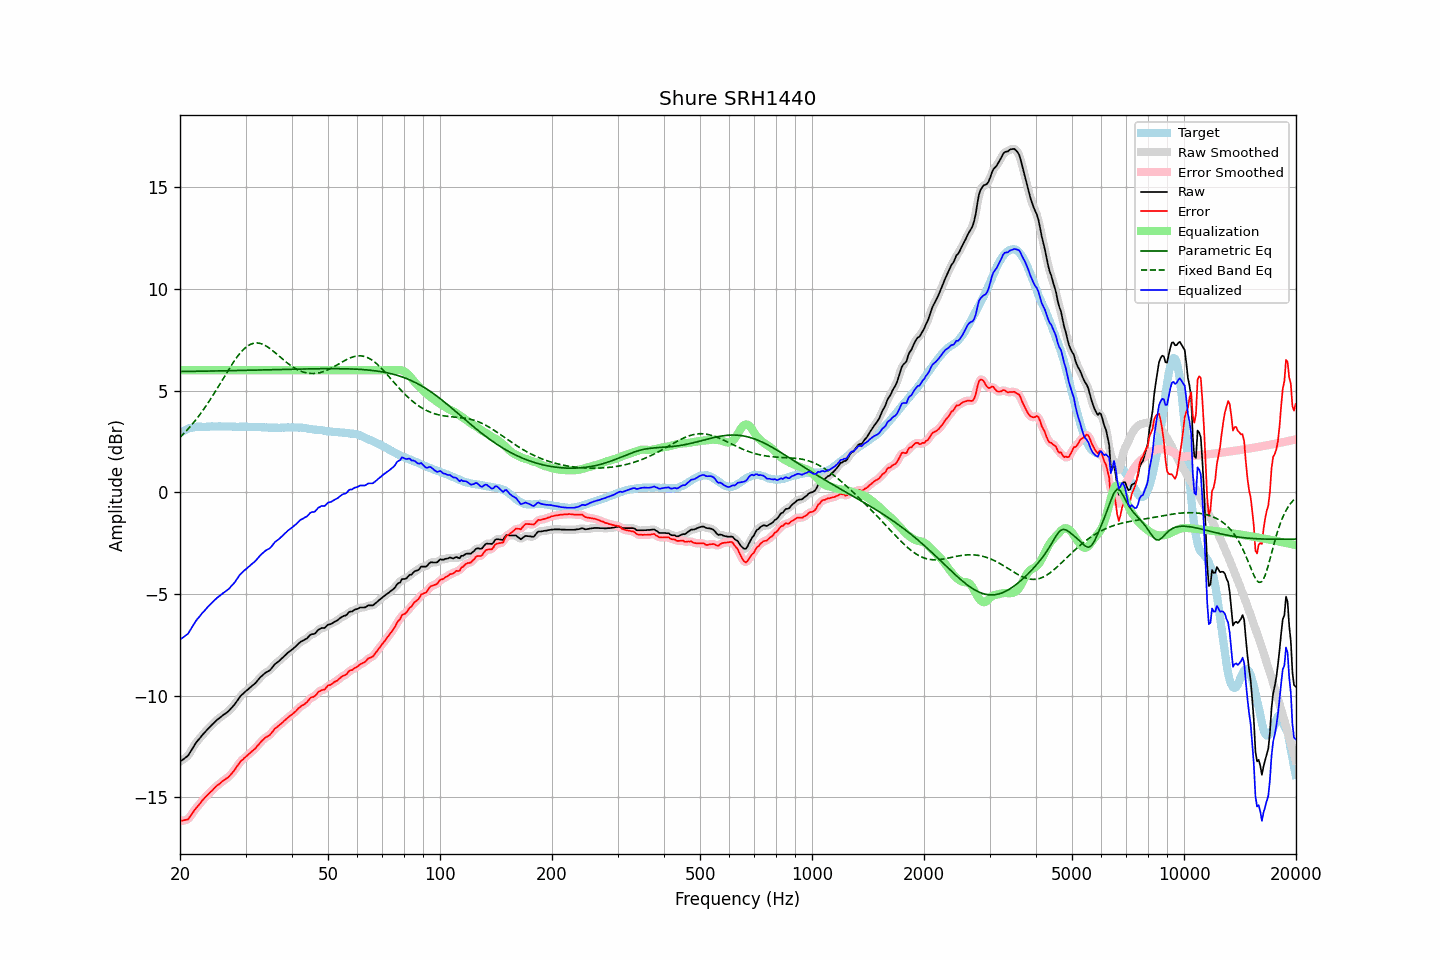 Shure SRH1440
Target
Raw Smoothed
Error Smoothed
Raw
Error
Equalization
Parametric Eq
Fixed Band Eq
Equalized
15
10
5
0
−5
−10
−15
Amplitude (dBr)
20 50 100 200 500 1000 2000 5000 10000 20000
Frequency (Hz)